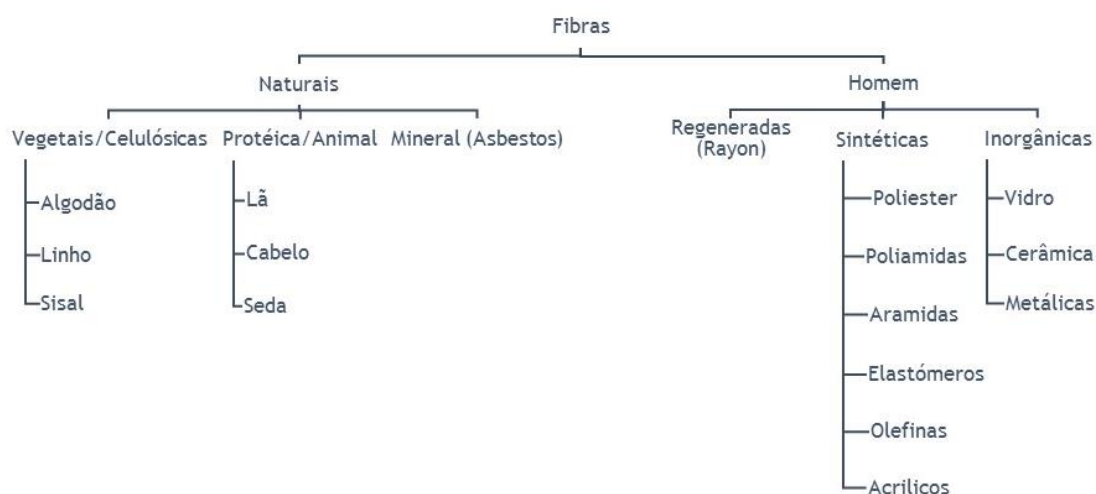 Fibras
Naturais
Homem
Vegetais/Celulósicas
Protéica/Animal
Mineral (Asbestos)
Regeneradas
(Rayon)
Sintéticas
Inorgânicas
Algodão
Linho
Sisal
Lã
Cabelo
Seda
Poliester
Poliamidas
Aramidas
Elastómeros
Olefinas
Acrilicos
Vidro
Cerâmica
Metálicas